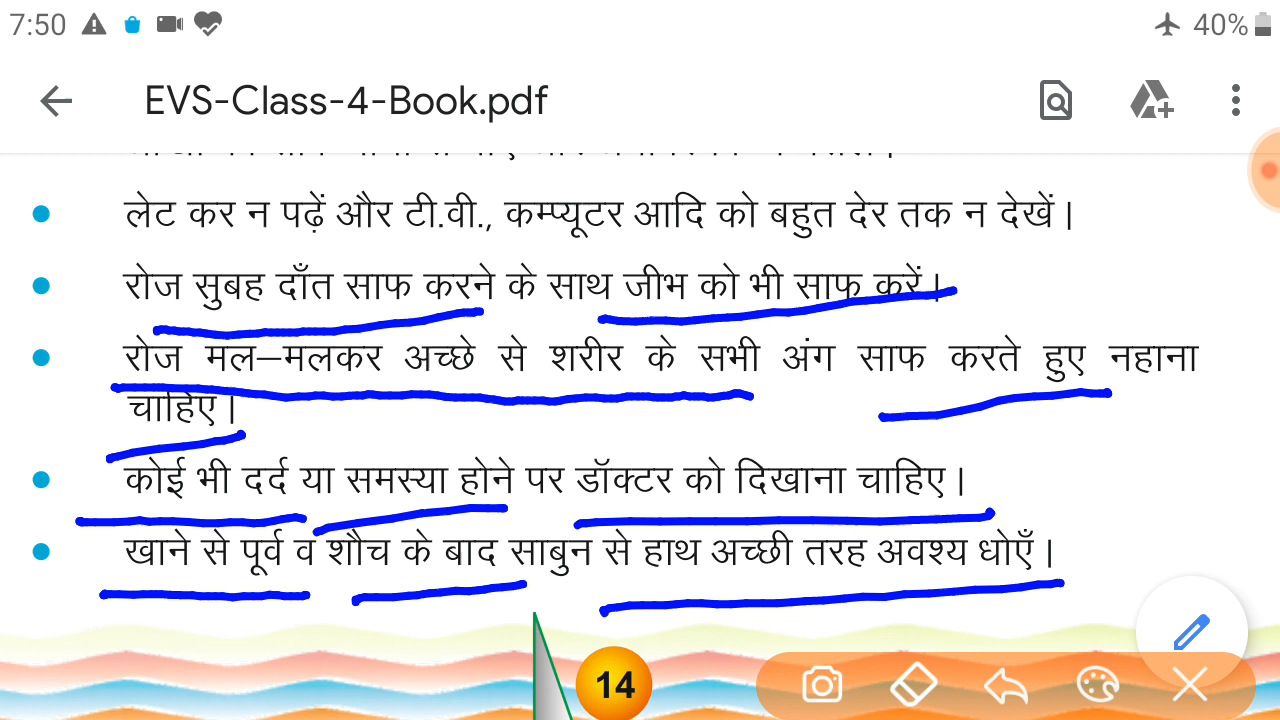 7:50 40%
EVS-Class-4-Book.pdf
लेट कर न पढ़ें और टी.वी., कम्प्यूटर आदि को बहुत देर तक न देखें।
रोज सुबह दाँत साफ करने के साथ जीभ को भी साफ करें।
रोज मल–मलकर अच्छे से शरीर के सभी अंग साफ करते हुए नहाना
चाहिए।
कोई भी दर्द या समस्या होने पर डॉक्टर को दिखाना चाहिए।
खाने से पूर्व व शौच के बाद साबुन से हाथ अच्छी तरह अवश्य धोएँ।
14